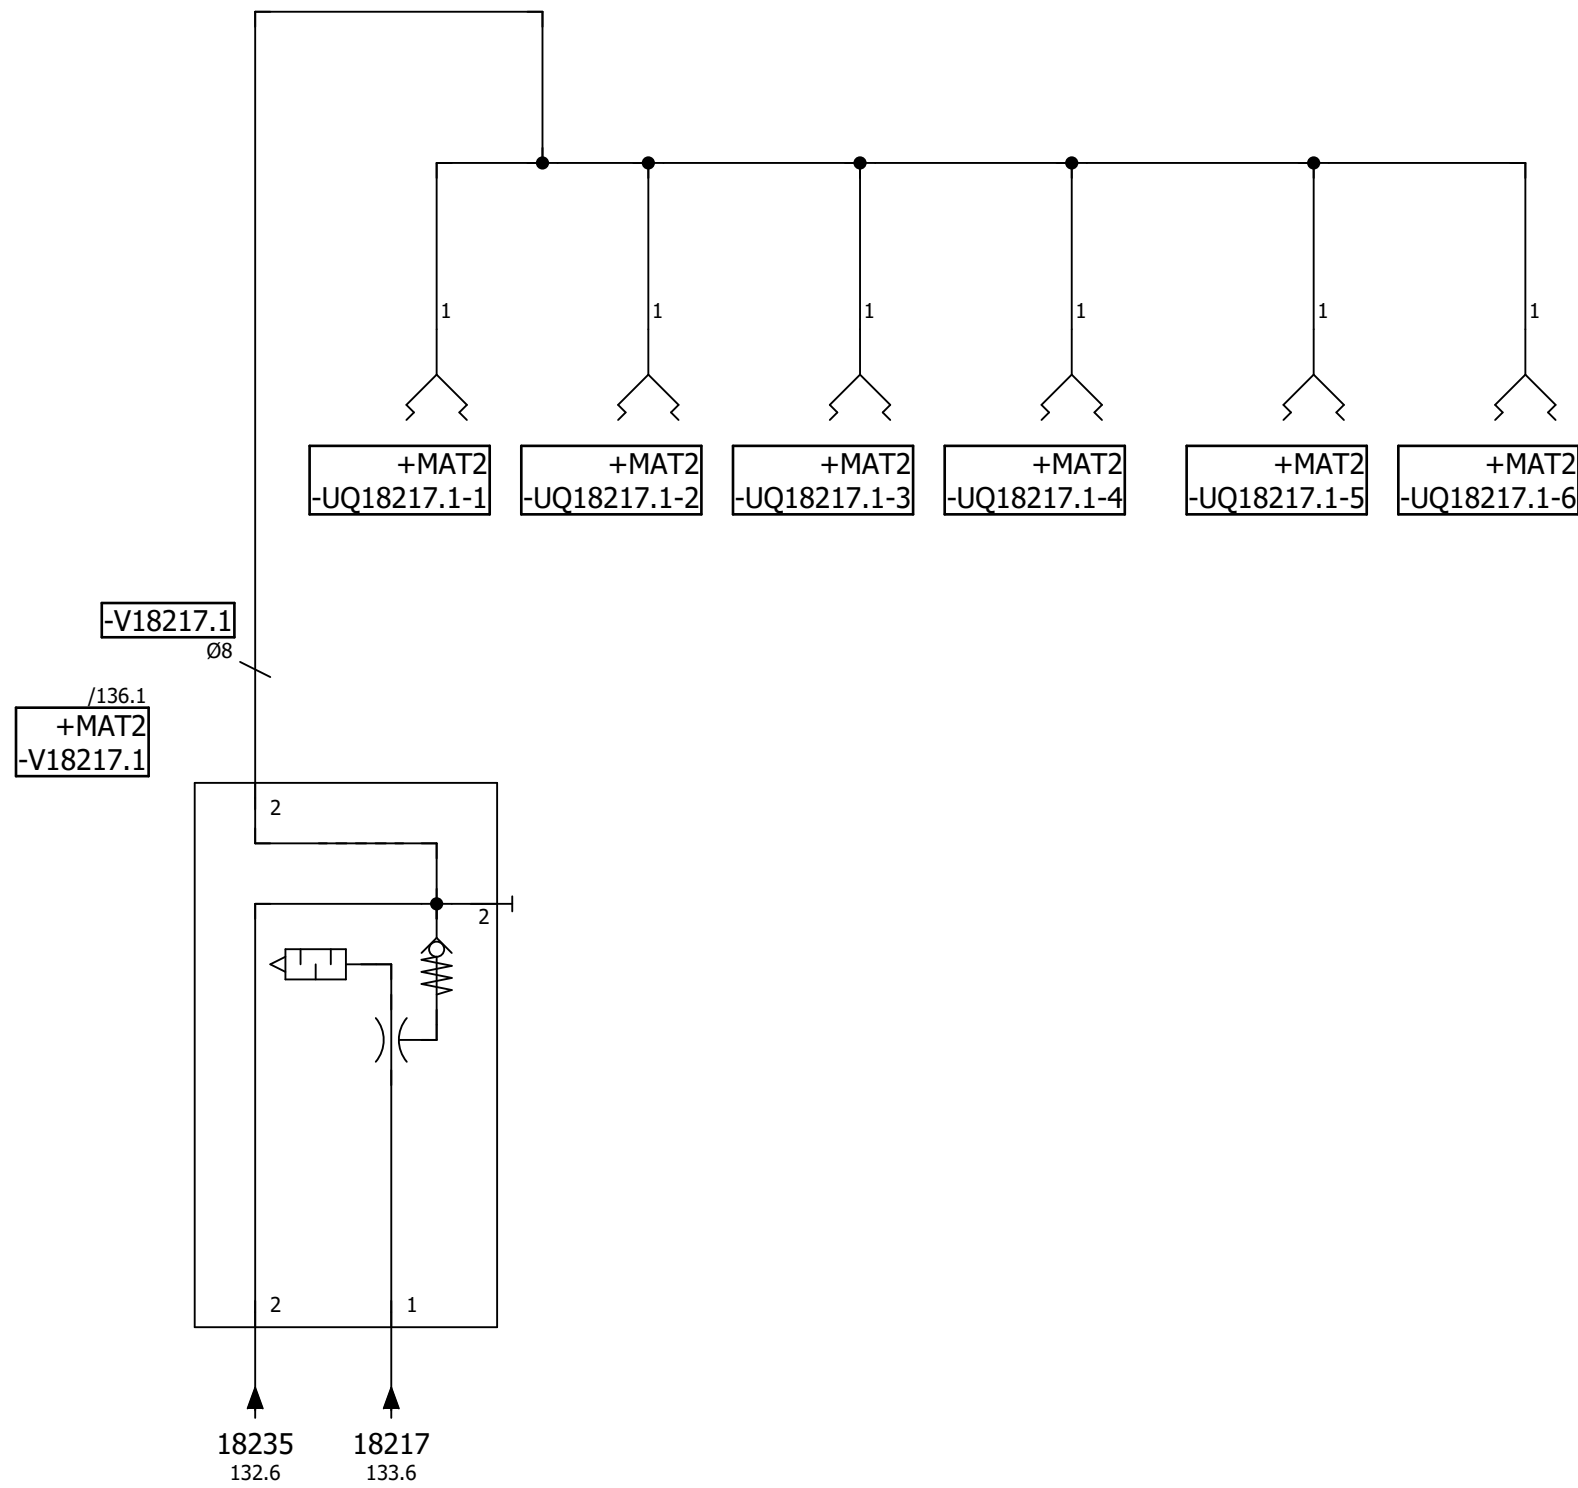 1
1
1
1
1
1
+MAT2
-UQ18217.1-1
+MAT2
-UQ18217.1-2
+MAT2
-UQ18217.1-3
+MAT2
-UQ18217.1-4
+MAT2
-UQ18217.1-5
+MAT2
-UQ18217.1-6
-V18217.1
Ø8
/136.1
+MAT2
-V18217.1
2
2
2
1
18235
132.6
18217
133.6